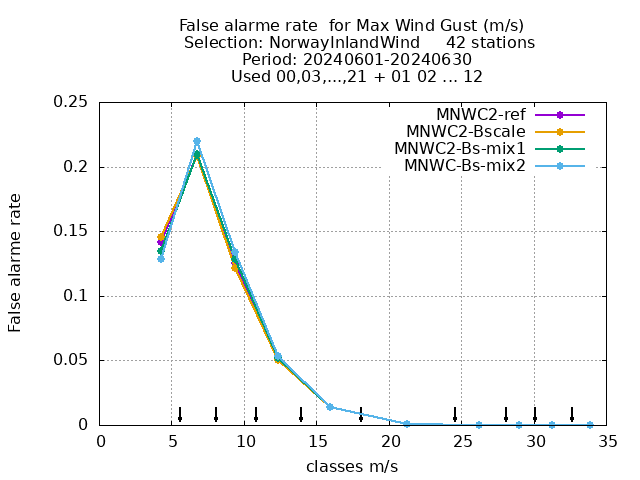 False alarme rate  for Max Wind Gust (m/s)
Selection: NorwayInlandWind     42 stations
Period: 20240601-20240630
Used 00,03,...,21 + 01 02 ... 12
MNWC2-ref
MNWC2-Bscale
MNWC2-Bs-mix1
MNWC-Bs-mix2
False alarme rate
0.25
0.2
0.15
0.1
0.05
0
0 5 10 15 20 25 30 35
classes m/s